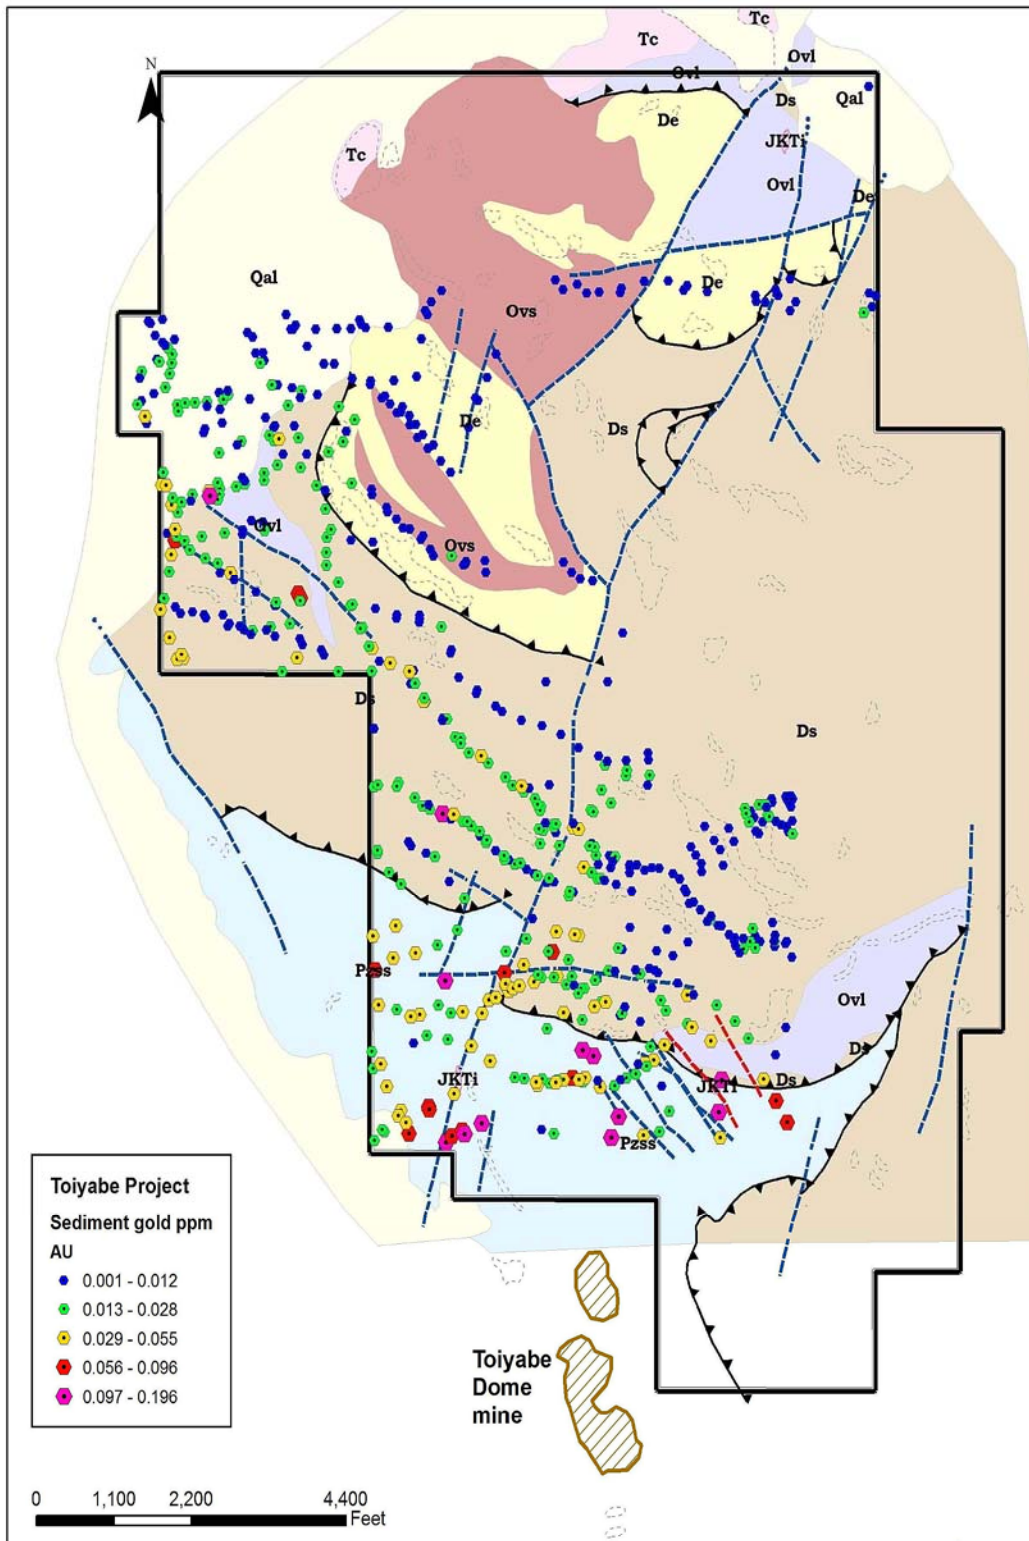 Tc
Tc
Ovl
Ovl
N
Ds
Qal
De
JKTi
Tc
Ovl
De
Qal
De
Ovs
De
Ds
Ovl
Ovs
Ds
Ds
Pzss
Ovl
Ds
JKTi
JKTi
Ds
Pzss
Toiyabe Project
Sediment gold ppm
AU
0.001 - 0.012
0.013 - 0.028
0.029 - 0.055
0.056 - 0.096
0.097 - 0.196
Toiyabe
Dome
mine
0 1,100 2,200 4,400
Feet